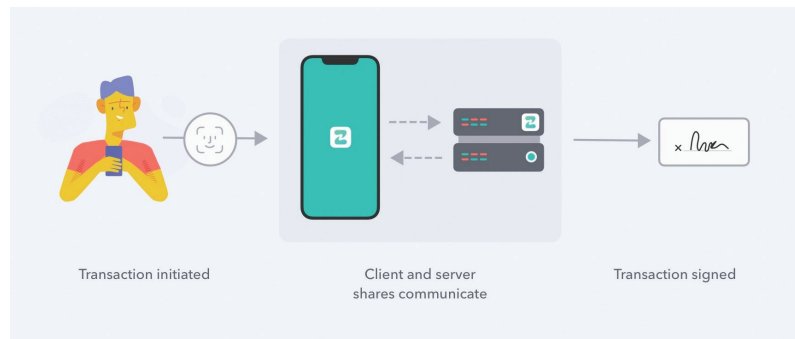 Transaction initiated
Client and server
shares communicate
Transaction signed